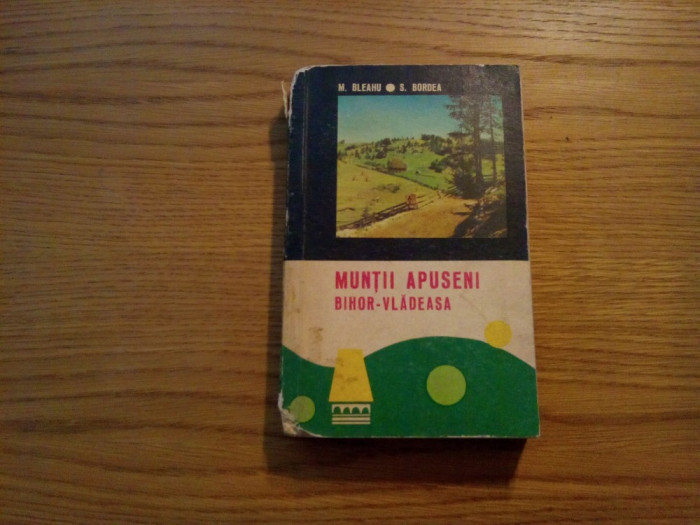 M. BLEAHU ● S. BORDEA
MUNȚII APUSENI
BIHOR-VLĂDEASA